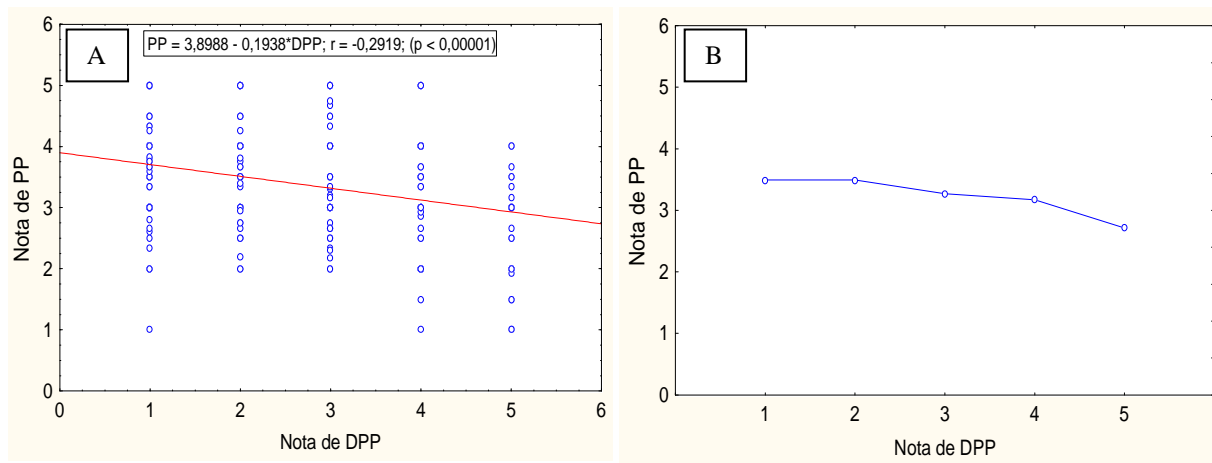 A
PP = 3,8988 - 0,1938*DPP; r = -0,2919; (p < 0,00001)
Nota de PP
6
5
4
3
2
1
0
0 1 2 3 4 5 6
Nota de DPP
B
Nota de PP
6
5
4
3
2
1
0
1 2 3 4 5
Nota de DPP